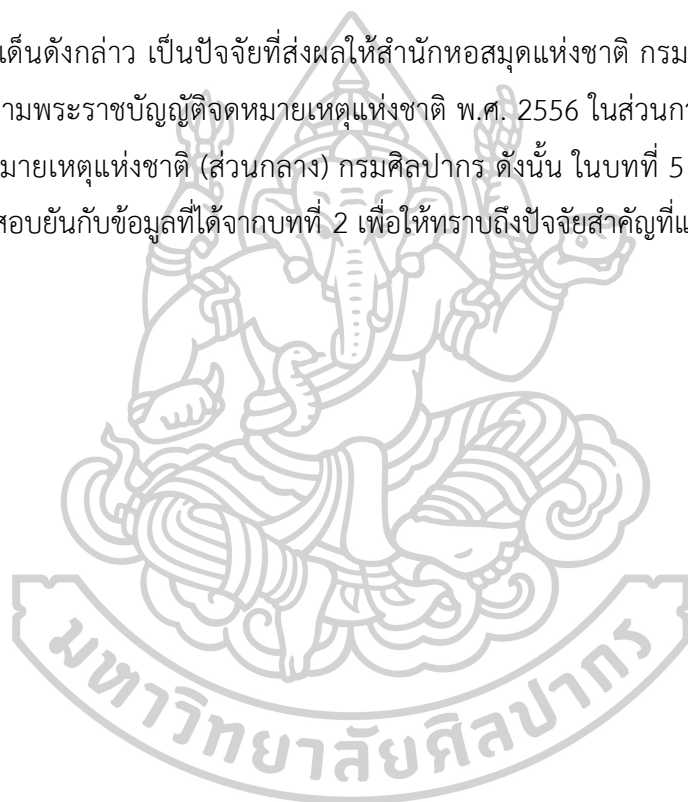 เด็นดังกล่าว เป็นปัจจัยที่ส่งผลให้สำนักหอสมุดแห่งชาติ กรม
ามพระราชบัญญัติจดหมายเหตุแห่งชาติ พ.ศ. 2556 ในส่วนกา
หมายเหตุแห่งชาติ (ส่วนกลาง) กรมศิลปากร ดังนั้น ในบทที่ 5
สอบยันกับข้อมูลที่ได้จากบทที่ 2 เพื่อให้ทราบถึงปัจจัยสำคัญที่แ
มหาวิทยาลัยศิลปากร